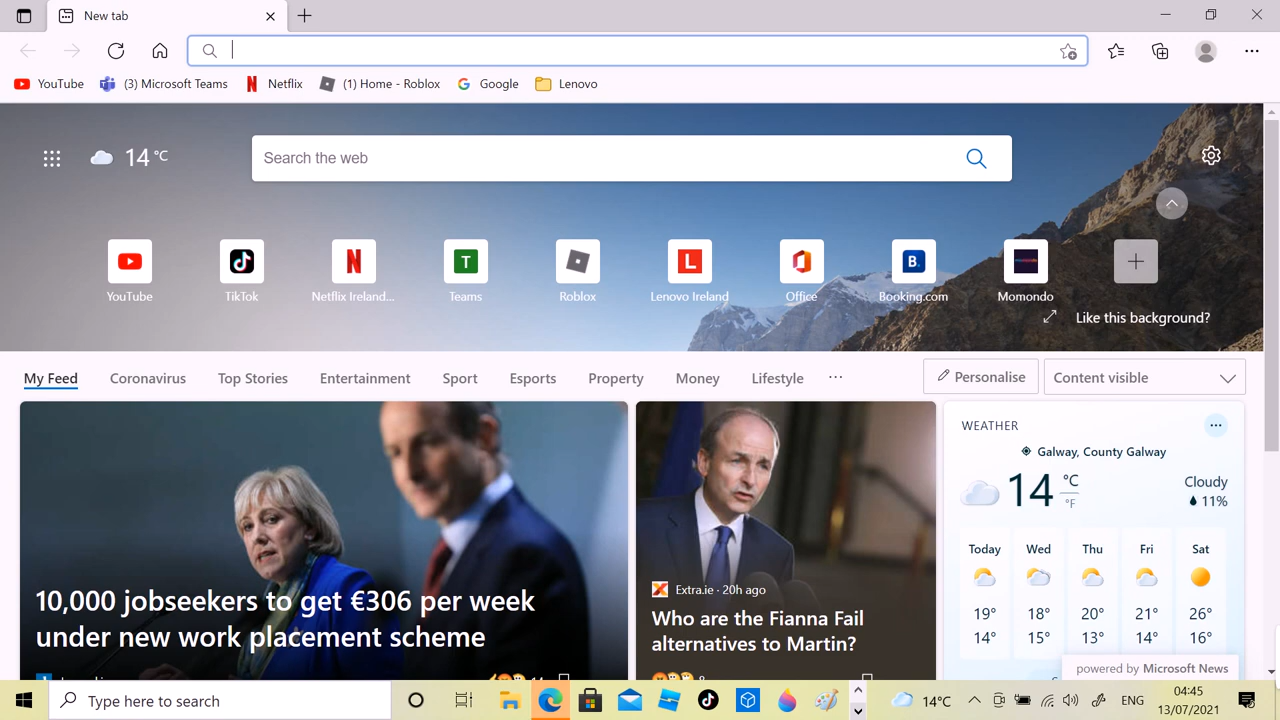 New tab
YouTube
(3) Microsoft Teams
Netflix
(1) Home - Roblox
Google
Lenovo
14 °C
Search the web
YouTube
TikTok
Netflix Ireland...
T
Teams
Roblox
L
Lenovo Ireland
Office
B.
Booking.com
Momondo
Like this background?
My Feed
Coronavirus
Top Stories
Entertainment
Sport
Esports
Property
Money
Lifestyle
...
Personalise
Content visible
10,000 jobseekers to get €306 per week
under new work placement scheme
Extra.ie · 20h ago
Who are the Fianna Fail
alternatives to Martin?
WEATHER
Galway, County Galway
14
°C
°F
Cloudy
11%
Today
Wed
Thu
Fri
Sat
19°
18°
20°
21°
26°
14°
15°
13°
14°
16°
powered by Microsoft News
Type here to search
14°C
ENG
04:45
13/07/2021